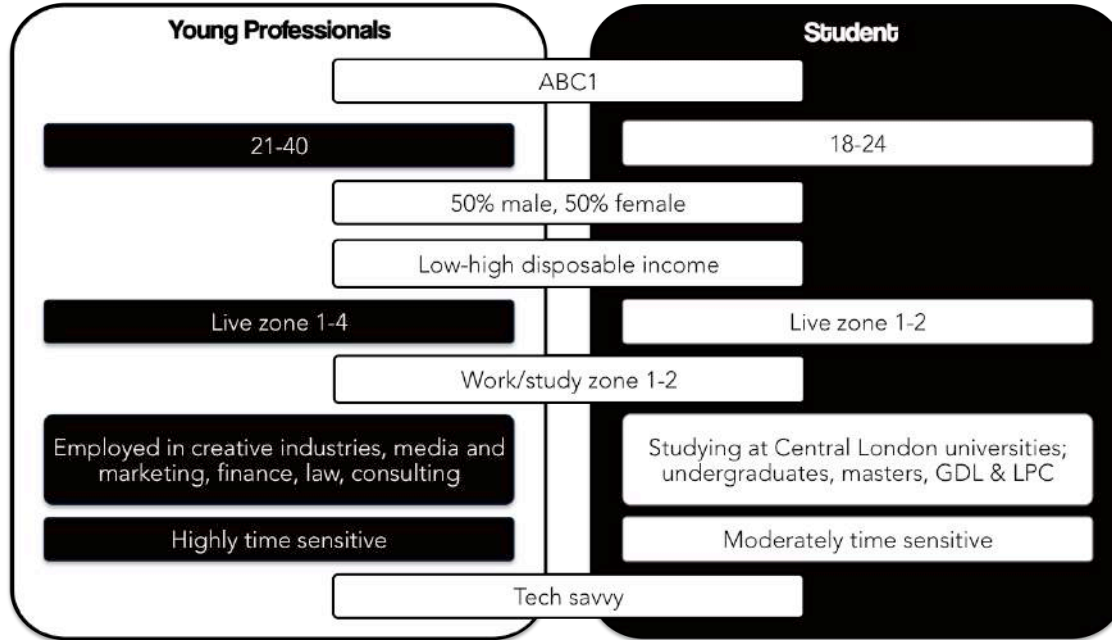 Young Professionals
Student
ABC1
21-40
18-24
50% male, 50% female
Low-high disposable income
Live zone 1-4
Live zone 1-2
Work/study zone 1-2
Employed in creative industries, media and
marketing, finance, law, consulting
Studying at Central London universities;
undergraduates, masters, GDL & LPC
Highly time sensitive
Moderately time sensitive
Tech savvy